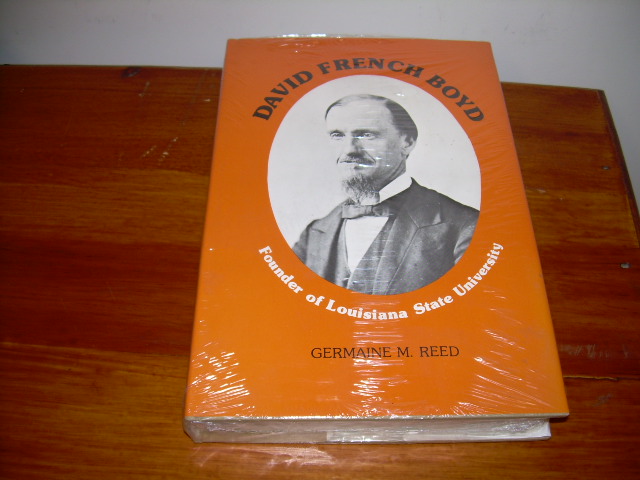 DAVID FRENCH BOYD
Founder of Louisiana State University
GERMAINE M. REED